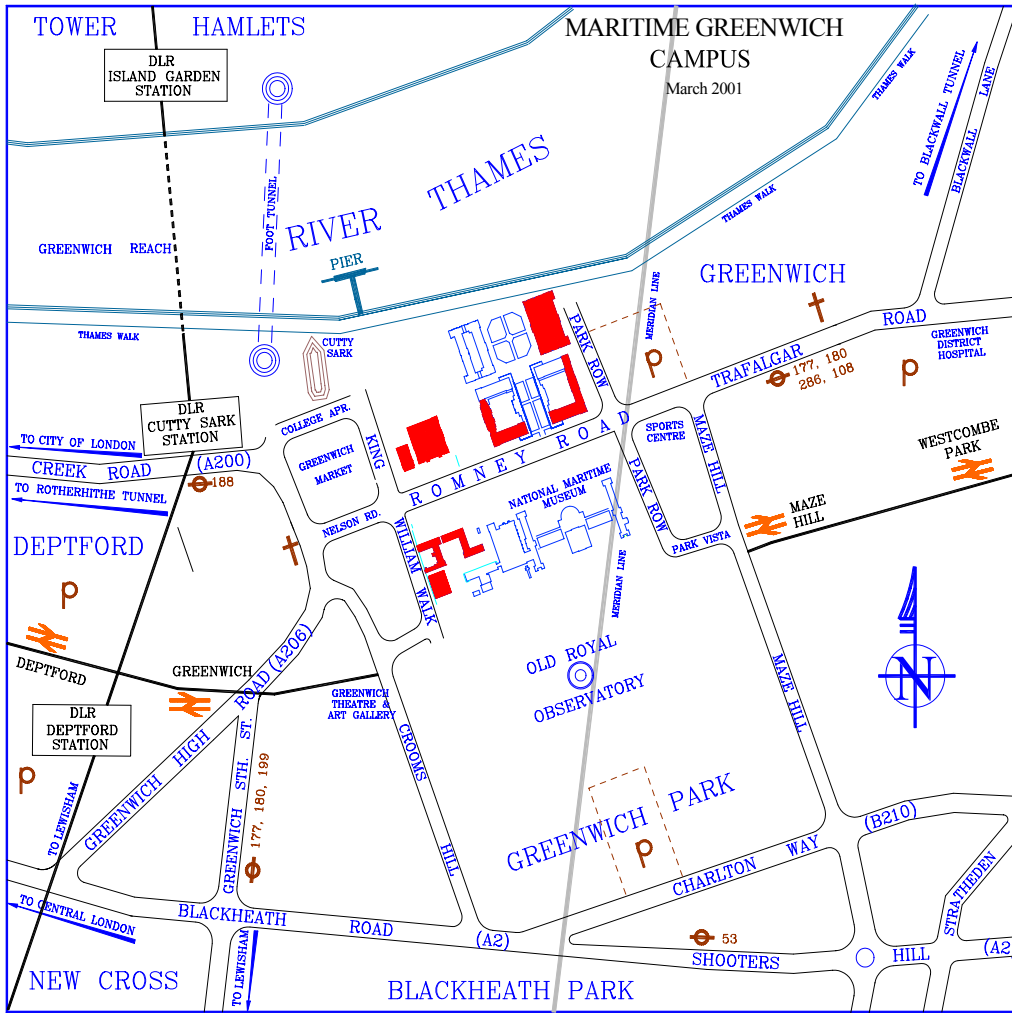 TOWER HAMLETS
MARITIME GREENWICH
CAMPUS
March 2001
DLR
ISLAND GARDEN
STATION
THAMES WALK
TO BLACKWALL TUNNEL
BLACKWALL LANE
FOOT TUNNEL
RIVER THAMES
GREENWICH REACH
PIER
THAMES WALK
GREENWICH
MERIDIAN LINE
THAMES WALK
CUTTY
SARK
PARK ROW
P
TRAFALGAR ROAD
177, 180
286, 108
P
GREENWICH
DISTRICT
HOSPITAL
DLR
CUTTY SARK
STATION
COLLEGE APR.
KING
GREENWICH
MARKET
SPORTS
CENTRE
MAZE HILL
WESTCOMBE
PARK
TO CITY OF LONDON
CREEK ROAD (A200)
TO ROTHERHITHE TUNNEL
188
ROMNEY ROAD
NATIONAL MARITIME
MUSEUM
PARK ROW
MAZE
HILL
NELSON RD.
WILLIAM WALK
PARK VISTA
DEPTFORD
P
MERIDIAN LINE
DEPTFORD
GREENWICH
GREENWICH HIGH ROAD (A206)
GREENWICH
THEATRE &
ART GALLERY
OLD ROYAL
OBSERVATORY
MAZE HILL
N
DLR
DEPTFORD
STATION
P
TO LEWISHAM
GREENWICH STH. ST.
177, 180, 199
CROOMS HILL
GREENWICH PARK
P
CHARLTON WAY
(B210)
STRATHEDEN
TO CENTRAL LONDON
BLACKHEATH ROAD (A2)
53
SHOOTERS HILL (A2
TO LEWISHAM
NEW CROSS
BLACKHEATH PARK